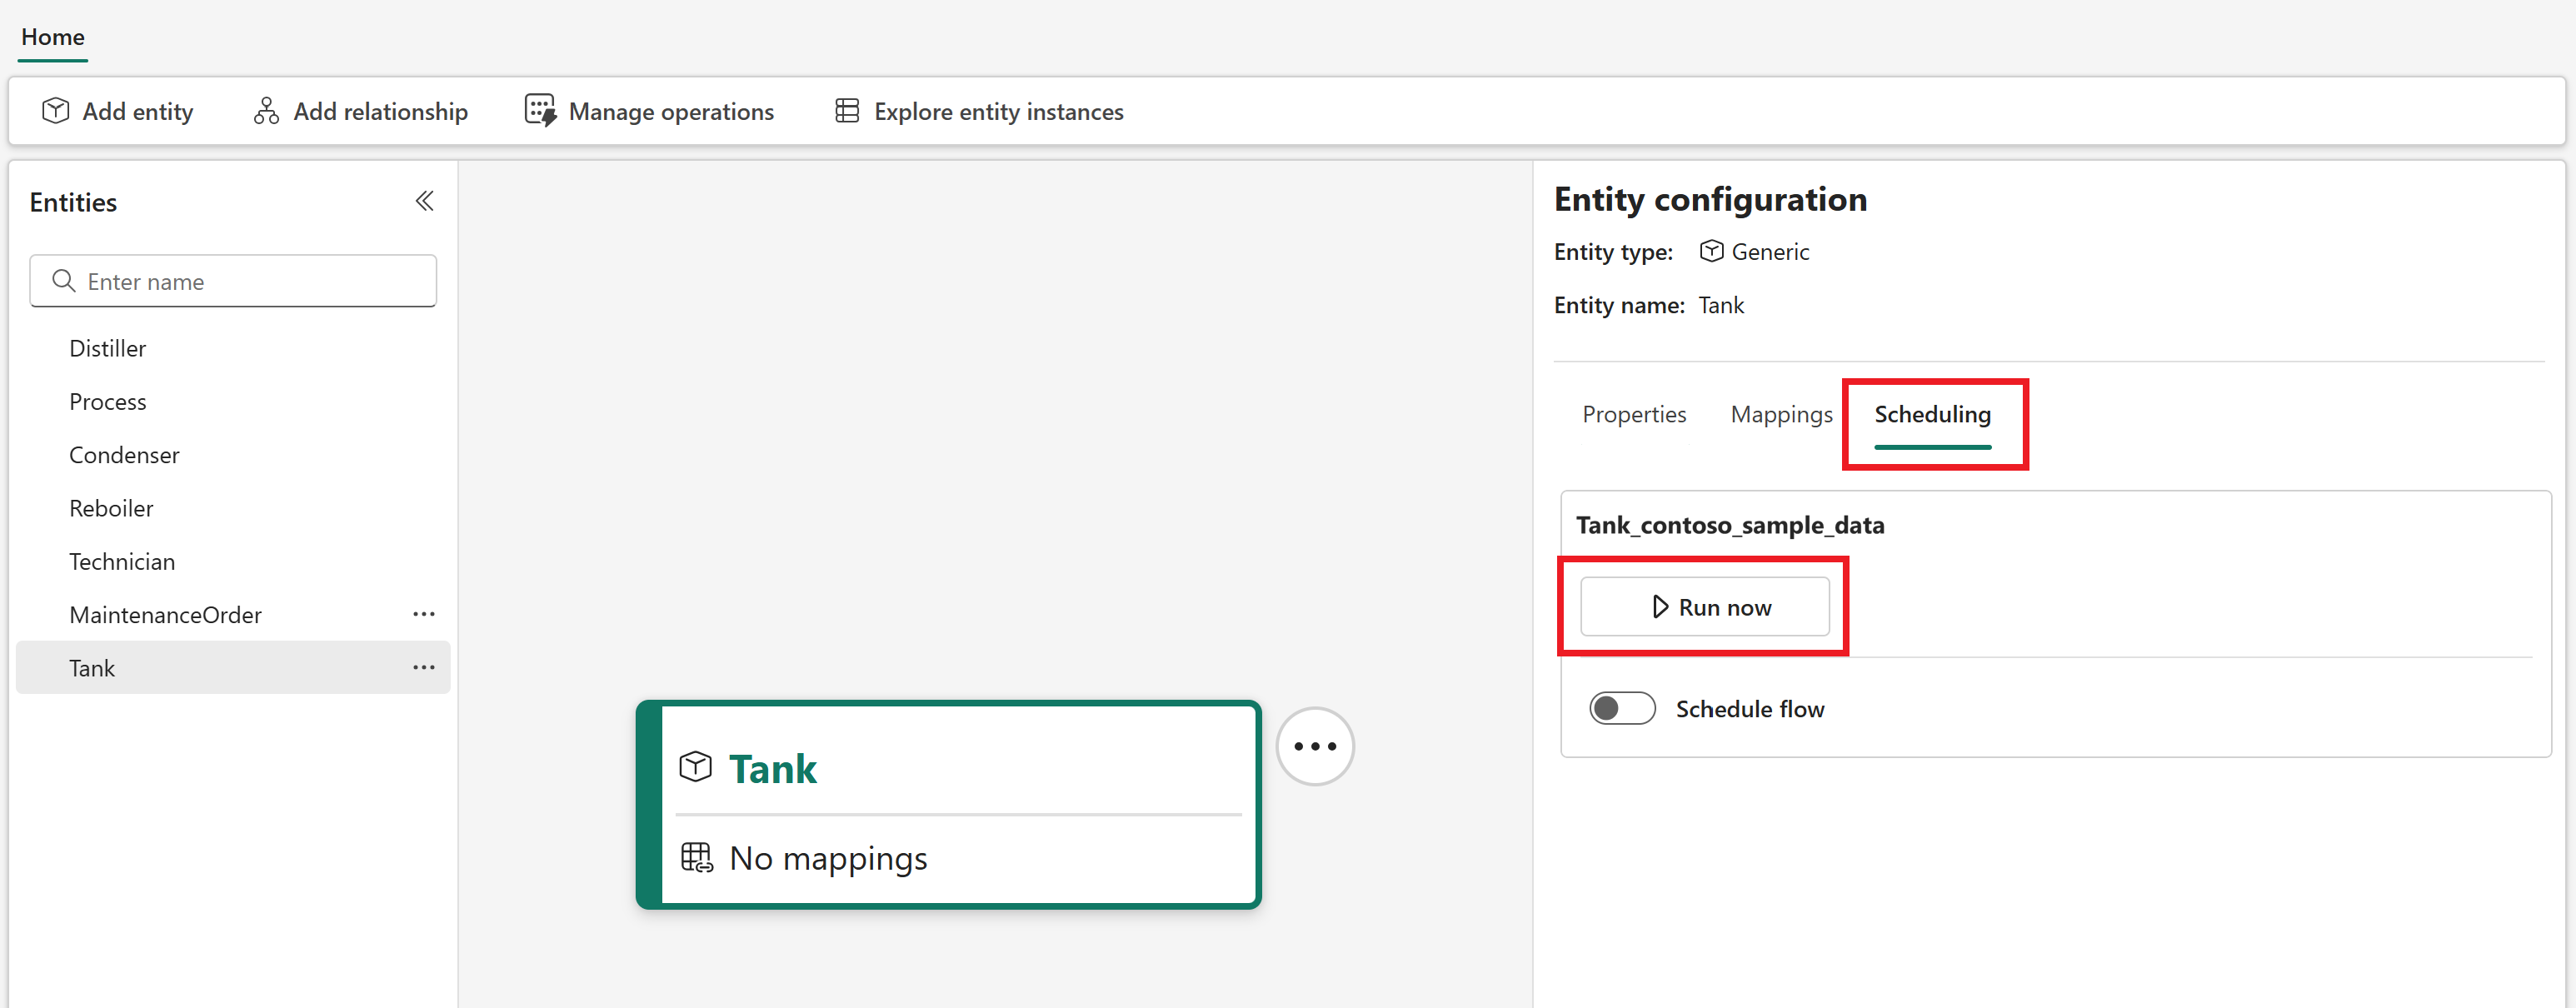 Home
Add entity
Add relationship
Manage operations
Explore entity instances
Entities
Enter name
Distiller
Process
Condenser
Reboiler
Technician
MaintenanceOrder
Tank
Tank
No mappings
Entity configuration
Entity type: Generic
Entity name: Tank
Properties
Mappings
Scheduling
Tank_contoso_sample_data
Run now
Schedule flow